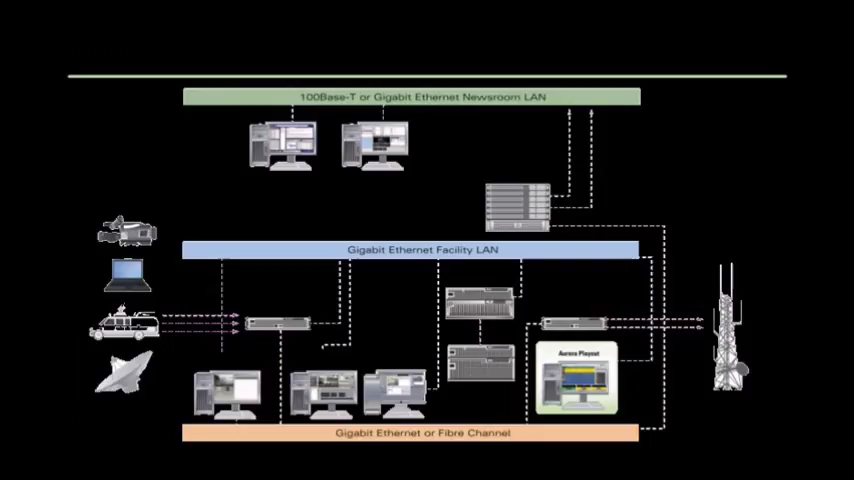 100Base-T or Gigabit Ethernet Newsroom LAN
Gigabit Ethernet Facility LAN
Aurora Playout
Gigabit Ethernet or Fibre Channel